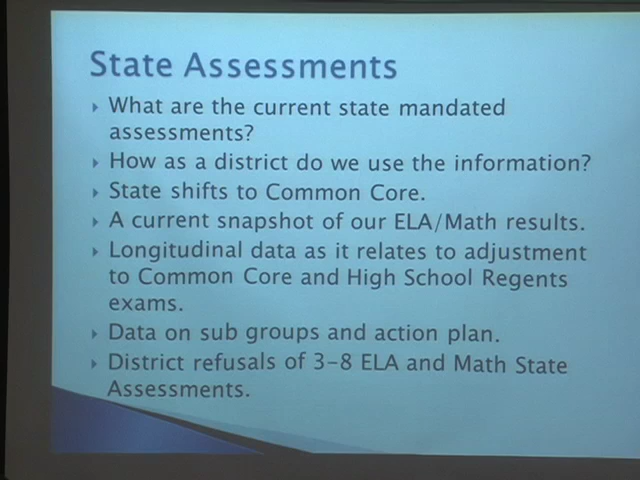 State Assessments
What are the current state mandated
assessments?
How as a district do we use the information?
State shifts to Common Core.
A current snapshot of our ELA/Math results.
Longitudinal data as it relates to adjustment
to Common Core and High School Regents
exams.
Data on sub groups and action plan.
District refusals of 3-8 ELA and Math State
Assessments.